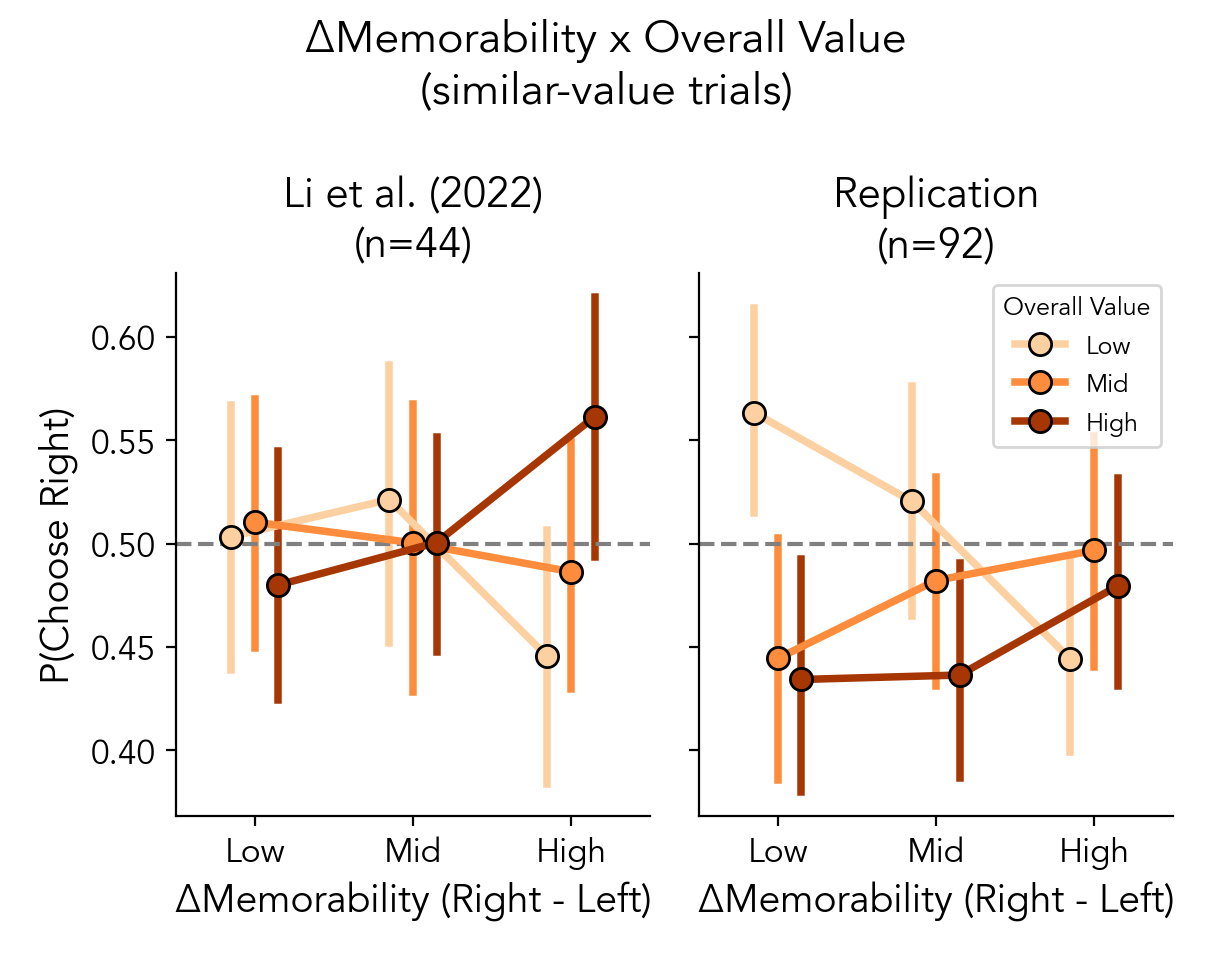 ΔMemorability x Overall Value
(similar-value trials)
Li et al. (2022)
(n=44)
Replication
(n=92)
Overall Value
Low
Mid
High
P(Choose Right)
0.60
0.55
0.50
0.45
0.40
Low Mid High
Low Mid High
ΔMemorability (Right - Left)
ΔMemorability (Right - Left)